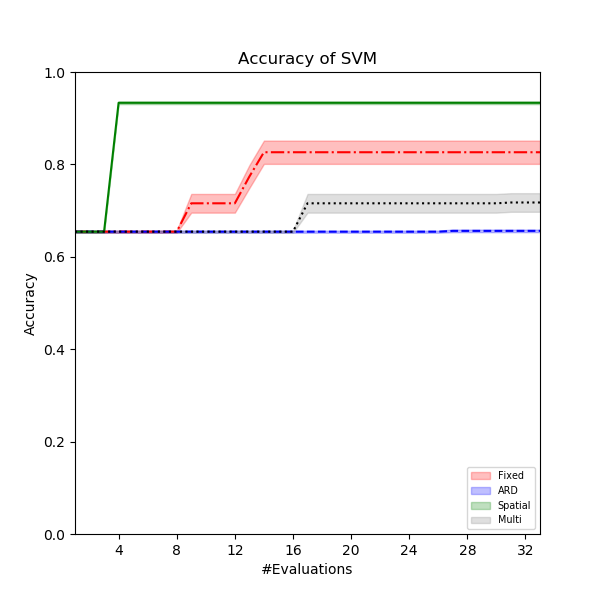 Accuracy of SVM
1.0
0.8
0.6
0.4
0.2
0.0
Accuracy
4 8 12 16 20 24 28 32
#Evaluations
Fixed
ARD
Spatial
Multi